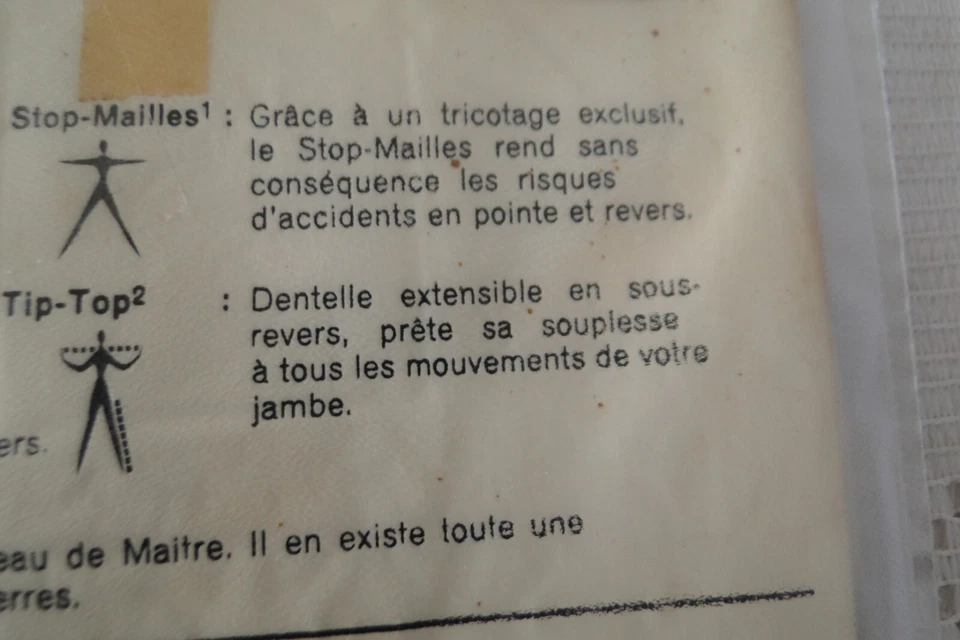 Stop-Mailles¹ : Grâce à un tricotage exclusif,
le Stop-Mailles rend sans
conséquence les risques
d'accidents en pointe et revers.
Tip-Top² : Dentelle extensible en sous-
revers, prête sa souplesse
à tous les mouvements de votre
jambe.
ers.
eau de Maitre. Il en existe toute une
erres.